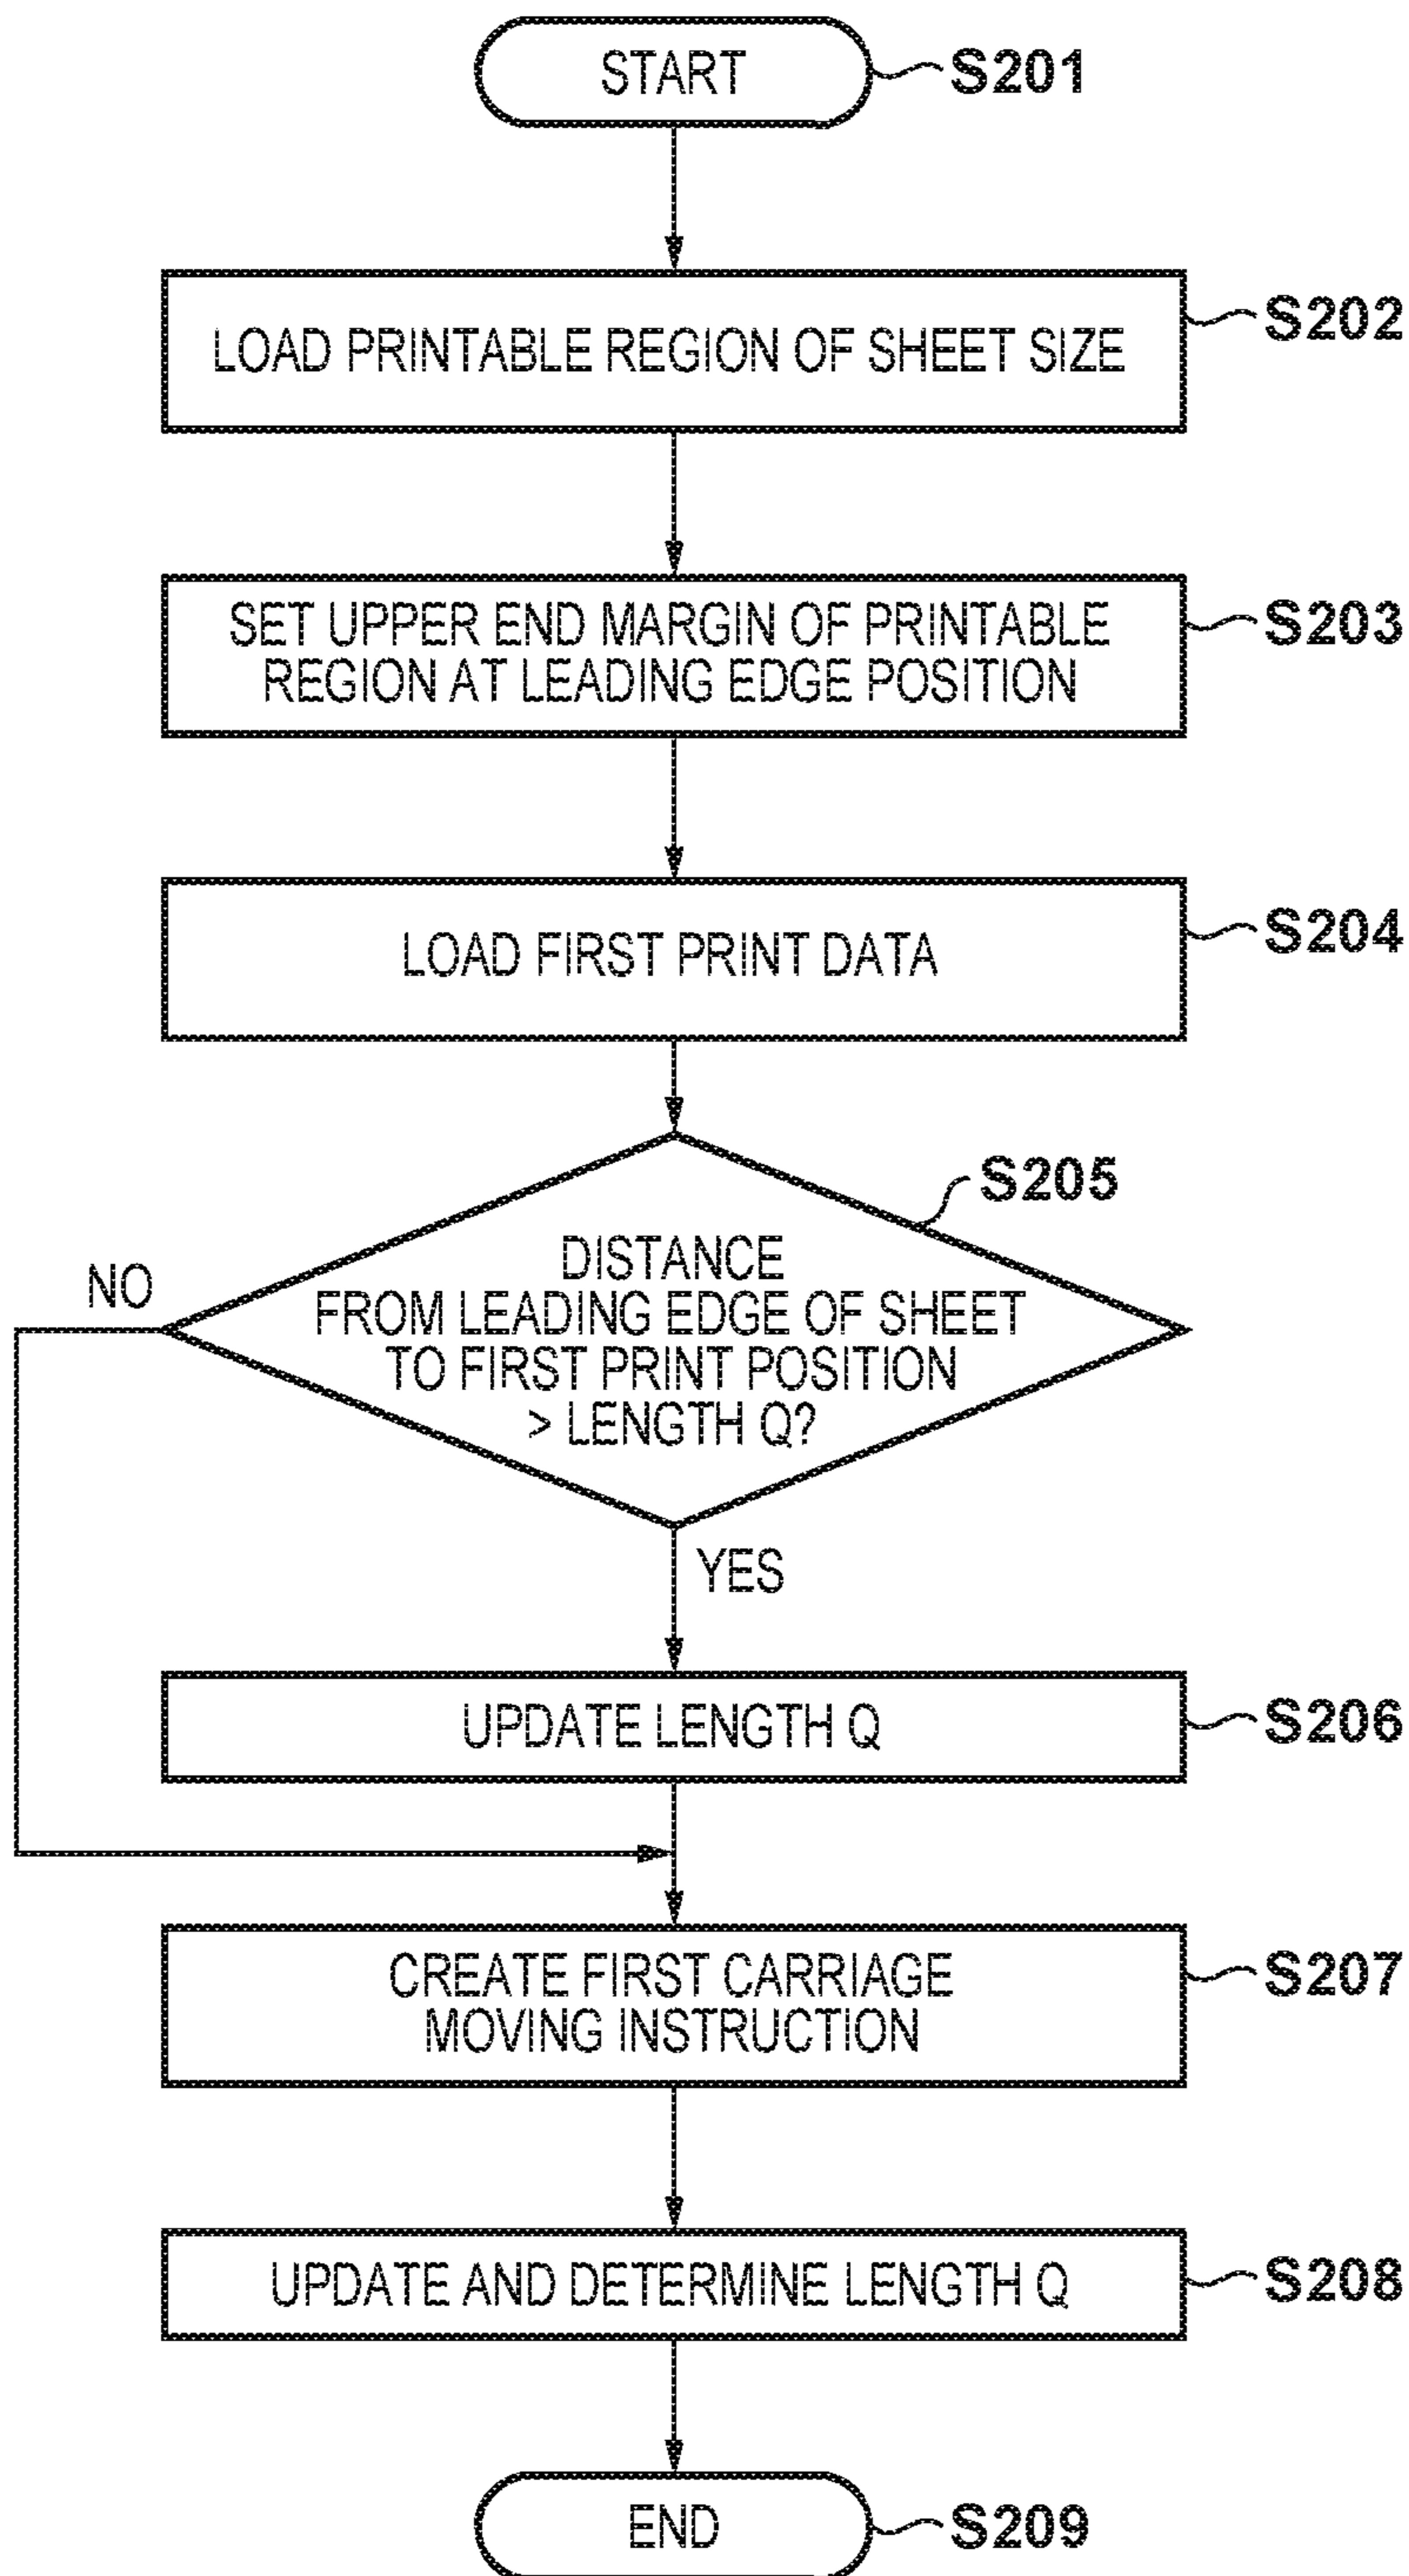 START
S201
LOAD PRINTABLE REGION OF SHEET SIZE
S202
SET UPPER END MARGIN OF PRINTABLE
REGION AT LEADING EDGE POSITION
S203
LOAD FIRST PRINT DATA
S204
S205
DISTANCE
FROM LEADING EDGE OF SHEET
TO FIRST PRINT POSITION
> LENGTH Q?
NO
YES
UPDATE LENGTH Q
S206
CREATE FIRST CARRIAGE
MOVING INSTRUCTION
S207
UPDATE AND DETERMINE LENGTH Q
S208
END
S209